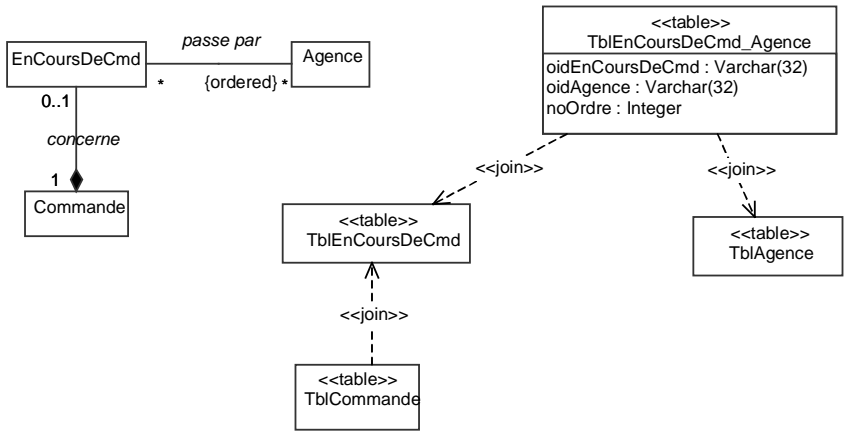 passe par
EnCoursDeCmd
Agence
*
{ordered} *
0..1
concerne
1
Commande
<<table>>
TblEnCoursDeCmd_Agence
oidEnCoursDeCmd : Varchar(32)
oidAgence : Varchar(32)
noOrdre : Integer
<<join>>
<<join>>
<<table>>
TblEnCoursDeCmd
<<table>>
TblAgence
<<join>>
<<table>>
TblCommande